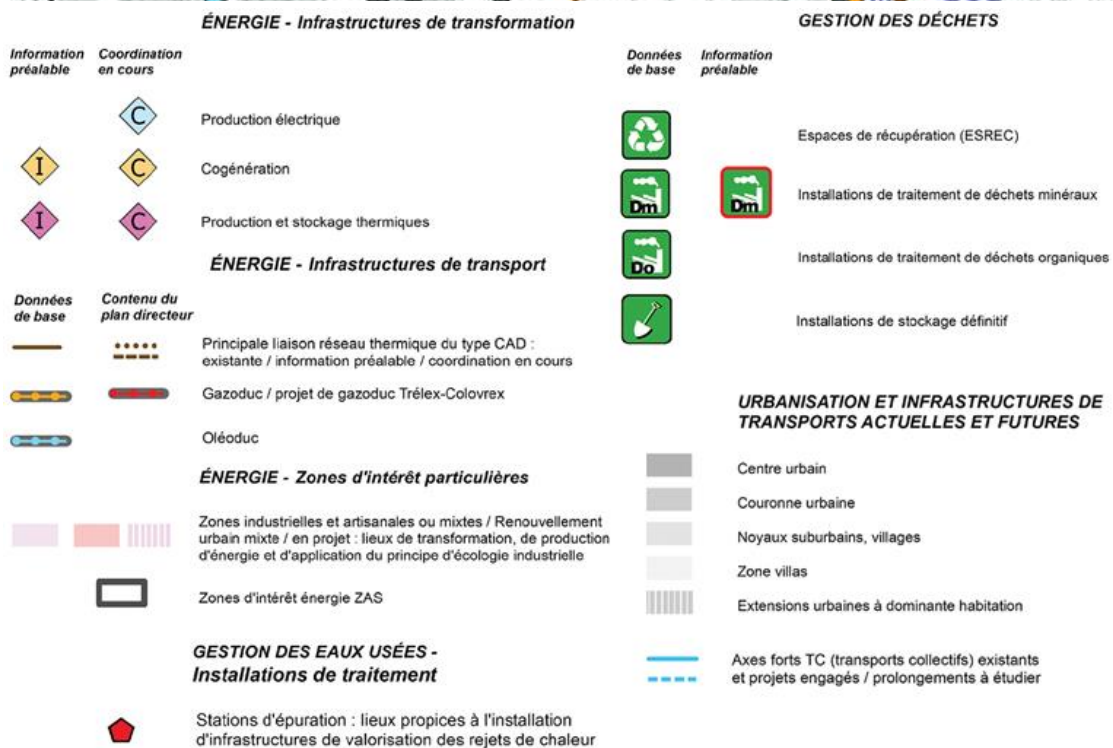 ÉNERGIE - Infrastructures de transformation
Information
préalable
Coordination
en cours
C
Production électrique
I
C
Cogénération
I
C
Production et stockage thermiques
ÉNERGIE - Infrastructures de transport
Données
de base
Contenu du
plan directeur
Principale liaison réseau thermique du type CAD :
existante / information préalable / coordination en cours
Gazoduc / projet de gazoduc Trélex-Colovrex
Oléoduc
ÉNERGIE - Zones d'intérêt particulières
Zones industrielles et artisanales ou mixtes / Renouvellement
urbain mixte / en projet : lieux de transformation, de production
d'énergie et d'application du principe d'écologie industrielle
Zones d'intérêt énergie ZAS
GESTION DES EAUX USÉES -
Installations de traitement
Stations d'épuration : lieux propices à l'installation
d'infrastructures de valorisation des rejets de chaleur
GESTION DES DÉCHETS
Données
de base
Information
préalable
Espaces de récupération (ESREC)
Dm
Dm
Installations de traitement de déchets minéraux
Do
Installations de traitement de déchets organiques
Installations de stockage définitif
URBANISATION ET INFRASTRUCTURES DE
TRANSPORTS ACTUELLES ET FUTURES
Centre urbain
Couronne urbaine
Noyaux suburbains, villages
Zone villas
Extensions urbaines à dominante habitation
Axes forts TC (transports collectifs) existants
et projets engagés / prolongements à étudier